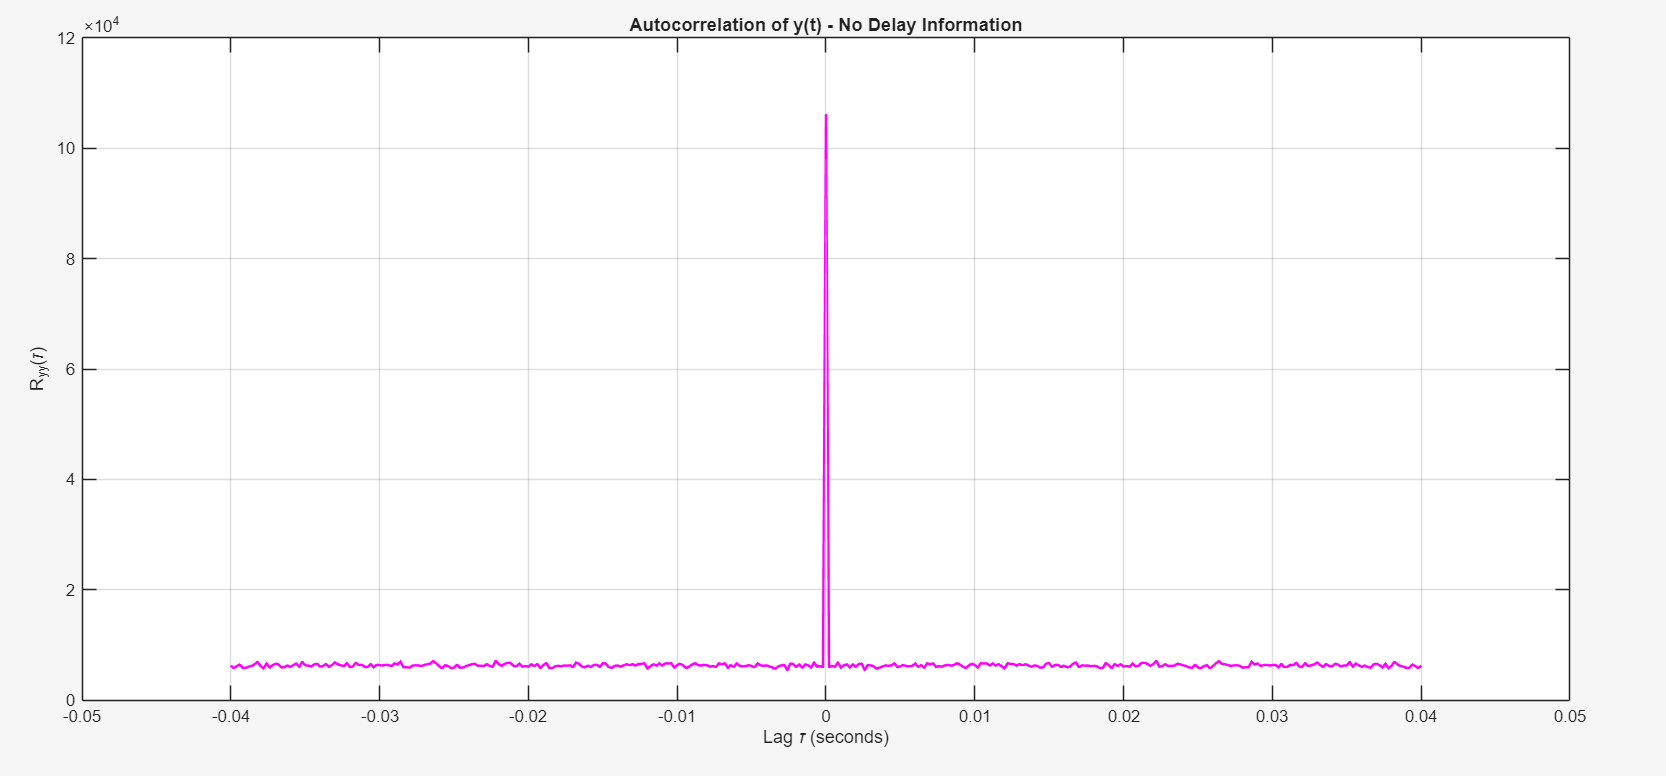 Autocorrelation of y(t) - No Delay Information
×10⁴
12
10
8
6
4
2
0
R_yy(τ)
-0.05 -0.04 -0.03 -0.02 -0.01 0 0.01 0.02 0.03 0.04 0.05
Lag τ (seconds)